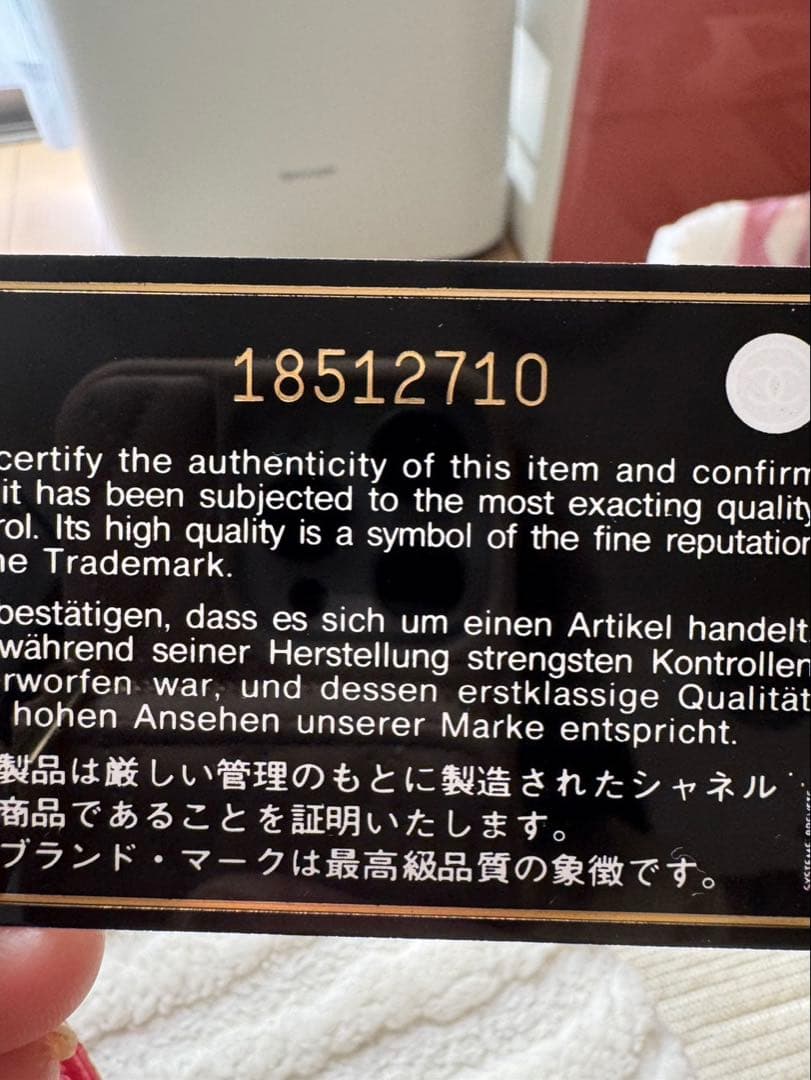 18512710
certify the authenticity of this item and confirm
it has been subjected to the most exacting quality
rol. Its high quality is a symbol of the fine reputation
he Trademark.
bestätigen, dass es sich um einen Artikel handelt
während seiner Herstellung strengsten Kontrollen
rworfen war, und dessen erstklassige Qualität
hohen Ansehen unserer Marke entspricht.
製品は厳しい管理のもとに製造されたシャネル・
商品であることを証明いたします。
ブランド・マークは最高級品質の象徴です。